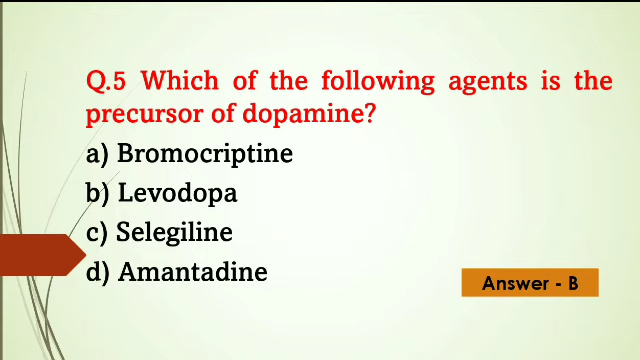 Q.5 Which of the following agents is the
precursor of dopamine?
a) Bromocriptine
b) Levodopa
c) Selegiline
d) Amantadine
Answer - B